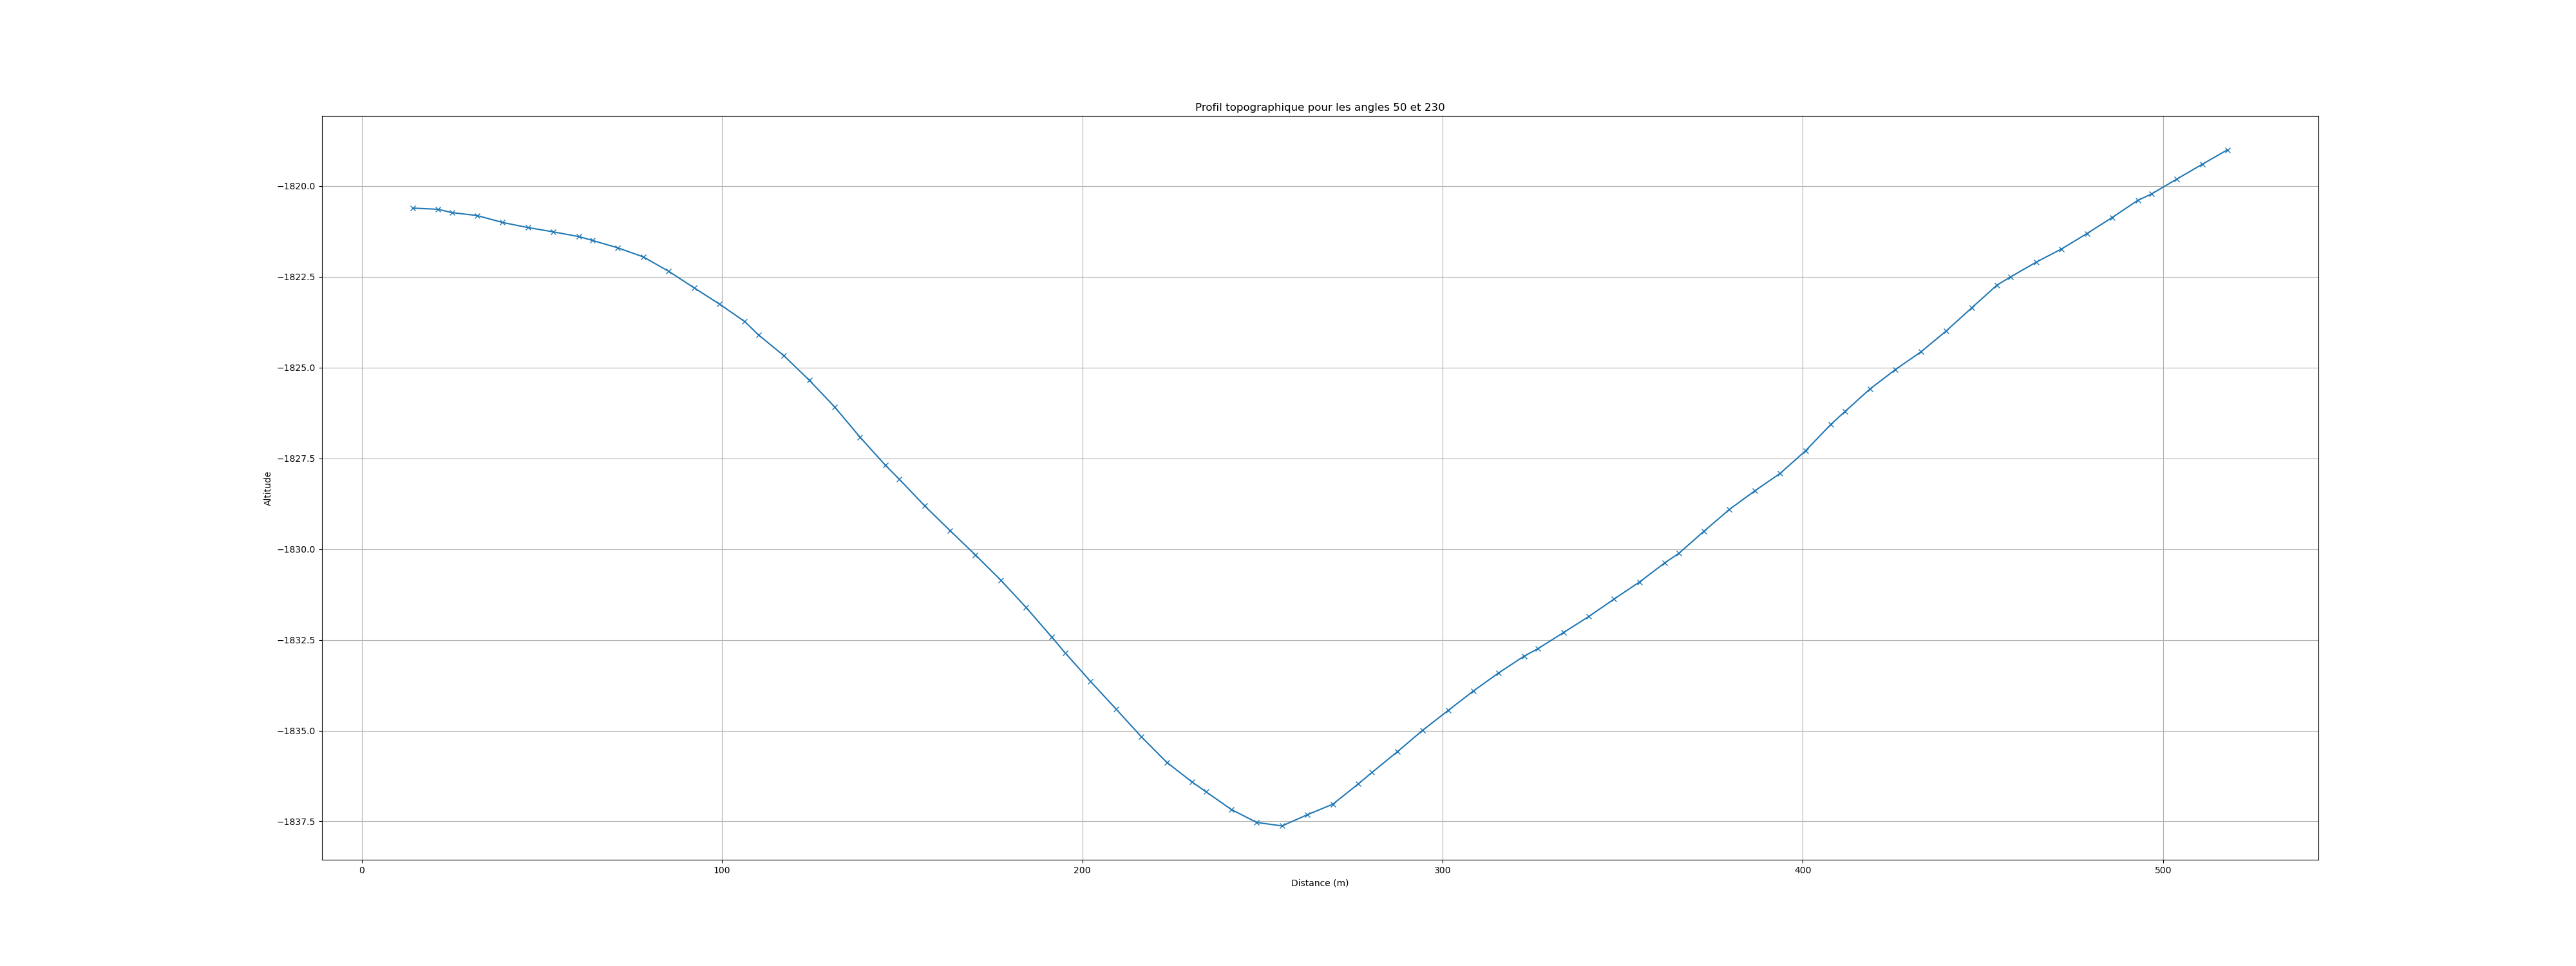 Profil topographique pour les angles 50 et 230
−1820.0
−1822.5
−1825.0
−1827.5
−1830.0
−1832.5
−1835.0
−1837.5
Altitude
0 100 200 300 400 500
Distance (m)